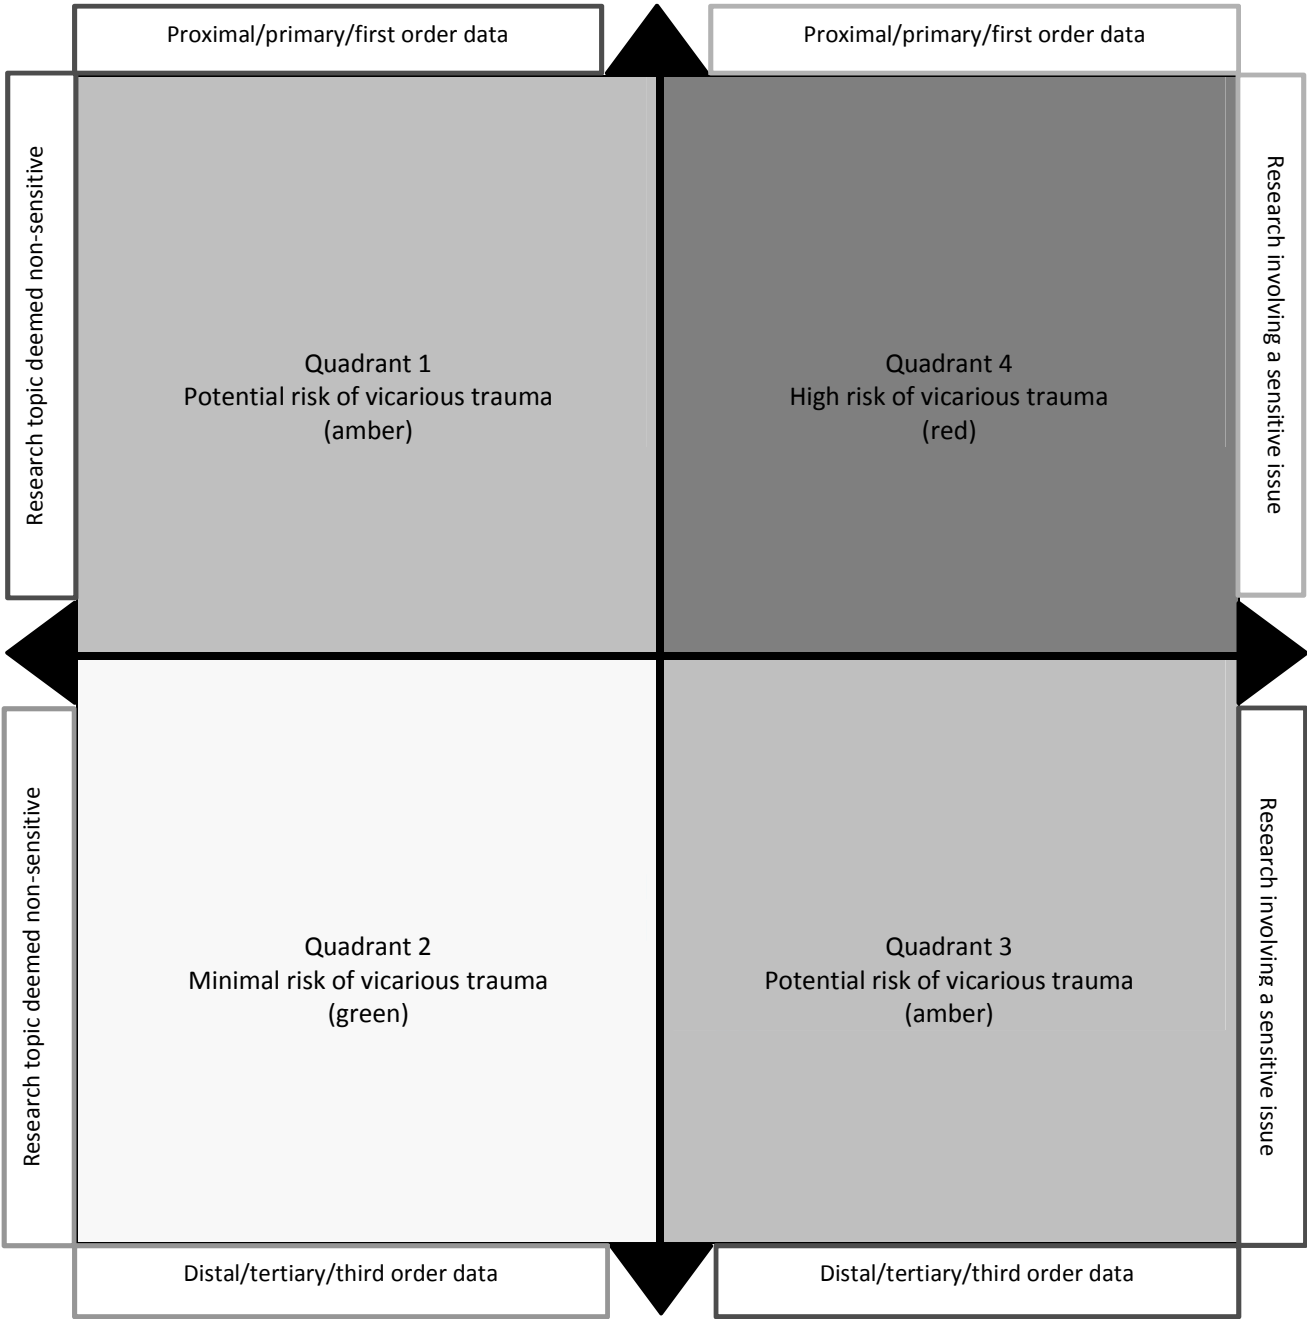 Proximal/primary/first order data
Proximal/primary/first order data
Research topic deemed non-sensitive
Quadrant 1
Potential risk of vicarious trauma
(amber)
Quadrant 4
High risk of vicarious trauma
(red)
Research involving a sensitive issue
Research topic deemed non-sensitive
Quadrant 2
Minimal risk of vicarious trauma
(green)
Quadrant 3
Potential risk of vicarious trauma
(amber)
Research involving a sensitive issue
Distal/tertiary/third order data
Distal/tertiary/third order data